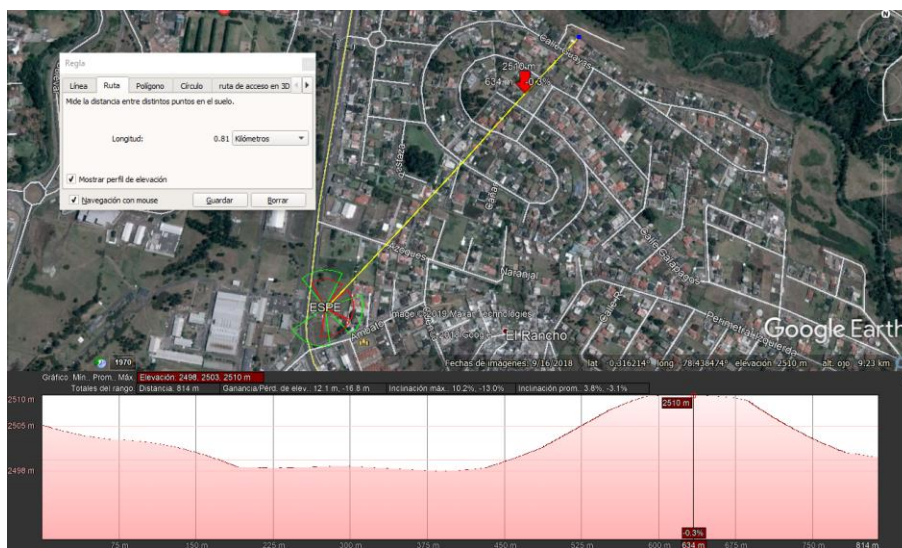 Regla
Línea Ruta Polígono Círculo ruta de acceso en 3D
Mide la distancia entre distintos puntos en el suelo.
Longitud: 0.81 Kilómetros
Mostrar perfil de elevación
Navegación con mouse Guardar Borrar
Calle Guayas
2510 m
634 m -0.3%
Cañar
Naranjal
Calle Galápagos
ESPE
Ambato
El Rancho
Perimetral Izquierda
Image © 2019 Maxar Technologies
© 2018 Google
Google Earth
1970
Fechas de imágenes: 9/16/2018 lat -0.316214° long -78.438474° elevación 2510 m alt. ojo 9.23 km
Gráfico Mín., Prom., Máx. Elevación: 2498, 2503, 2510 m
Totales del rango: Distancia: 814 m Ganancia/Pérd. de elev.: 12.1 m, -16.8 m Inclinación máx.: 10.2%, -13.0% Inclinación prom.: 3.8%, -3.1%
2510 m
2510 m
2505 m
2498 m
-0.3%
75 m 150 m 225 m 300 m 375 m 450 m 525 m 600 m 634 m 675 m 750 m 814 m